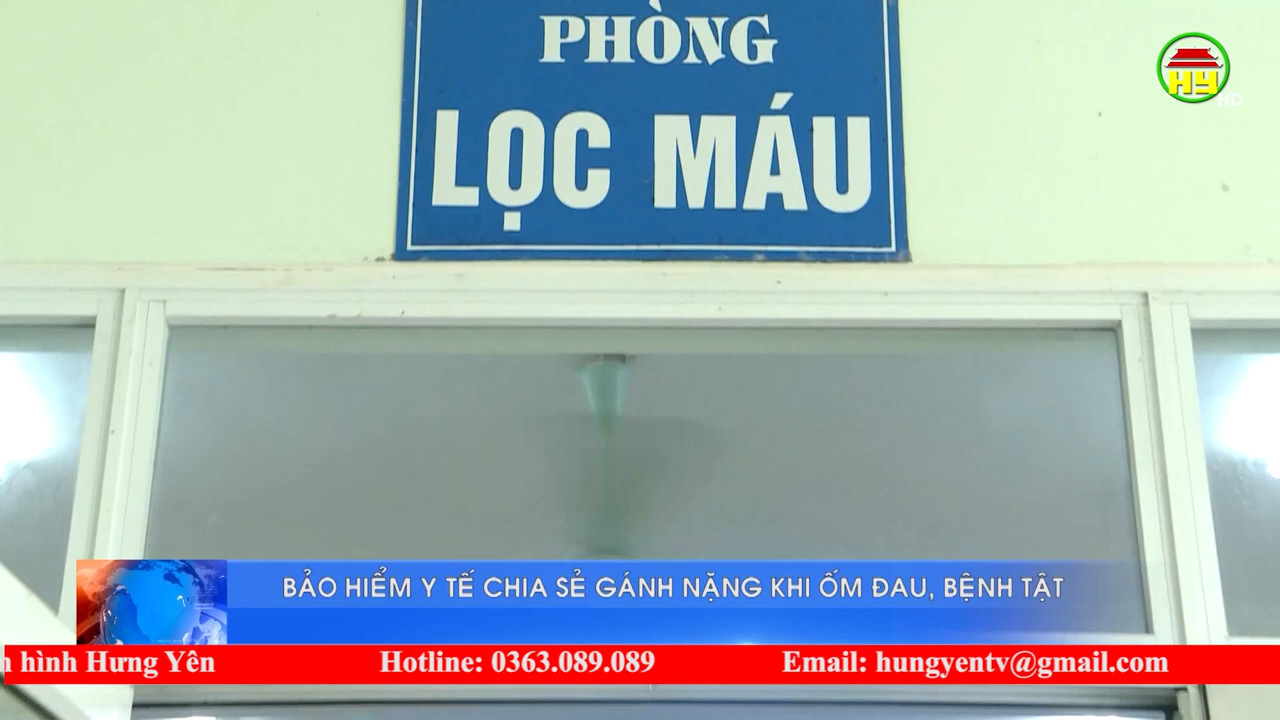 PHÒNG
LỌC MÁU
HY
HD
BẢO HIỂM Y TẾ CHIA SẺ GÁNH NẶNG KHI ỐM ĐAU, BỆNH TẬT
hình Hưng Yên Hotline: 0363.089.089 Email: hungyentv@gmail.com